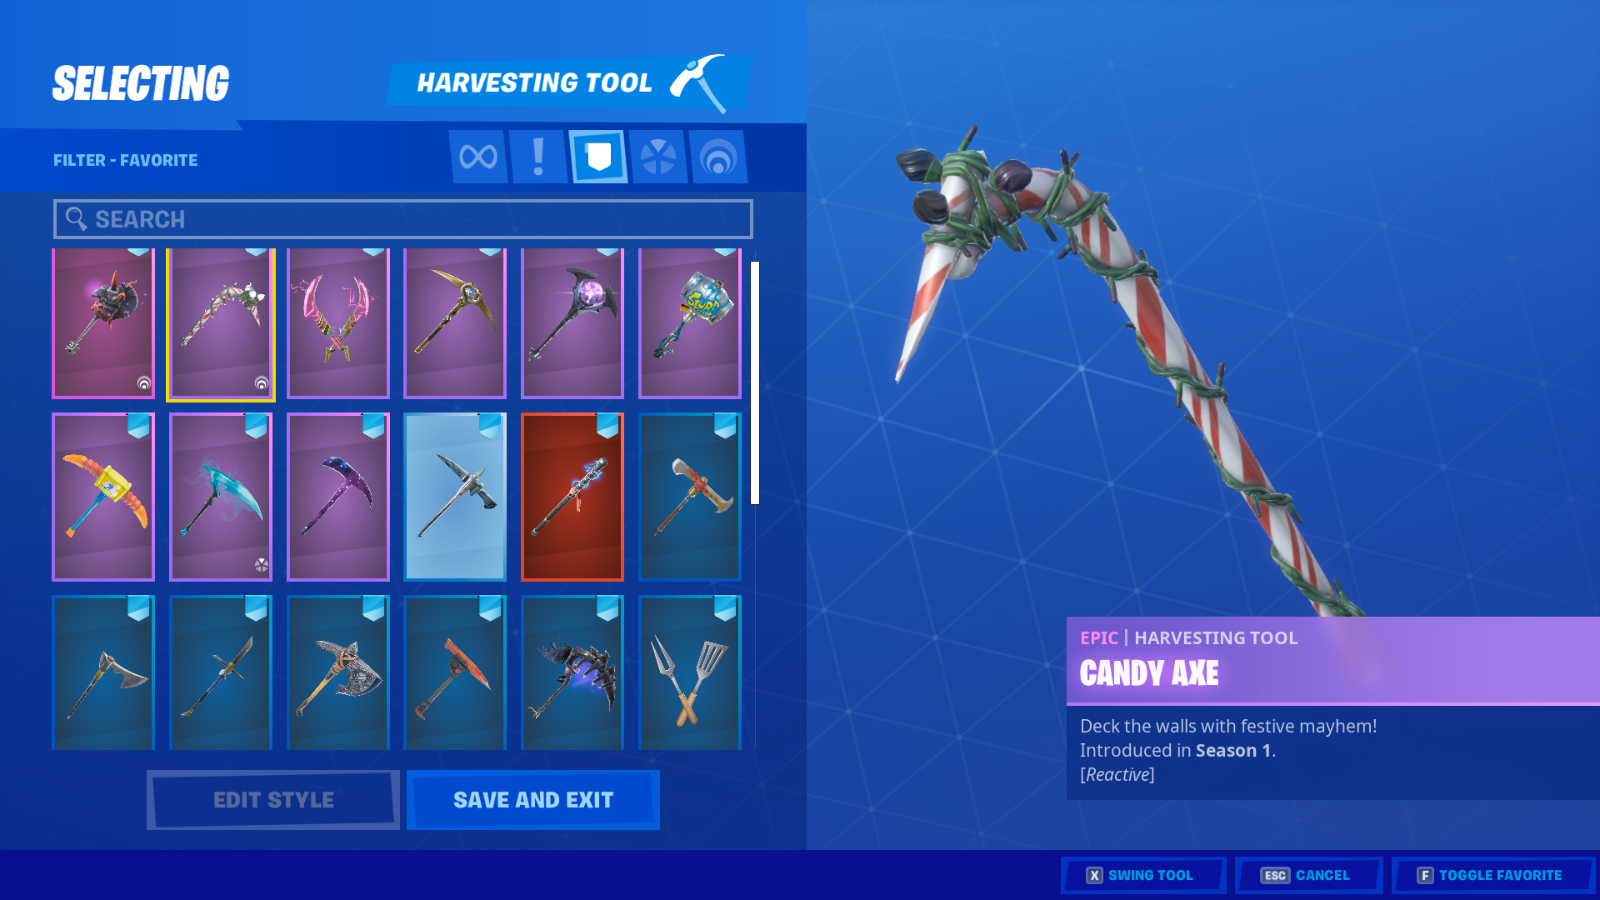 SELECTING
HARVESTING TOOL
FILTER - FAVORITE
SEARCH
EDIT STYLE
SAVE AND EXIT
EPIC | HARVESTING TOOL
CANDY AXE
Deck the walls with festive mayhem!
Introduced in Season 1.
[Reactive]
X SWING TOOL
ESC CANCEL
F TOGGLE FAVORITE